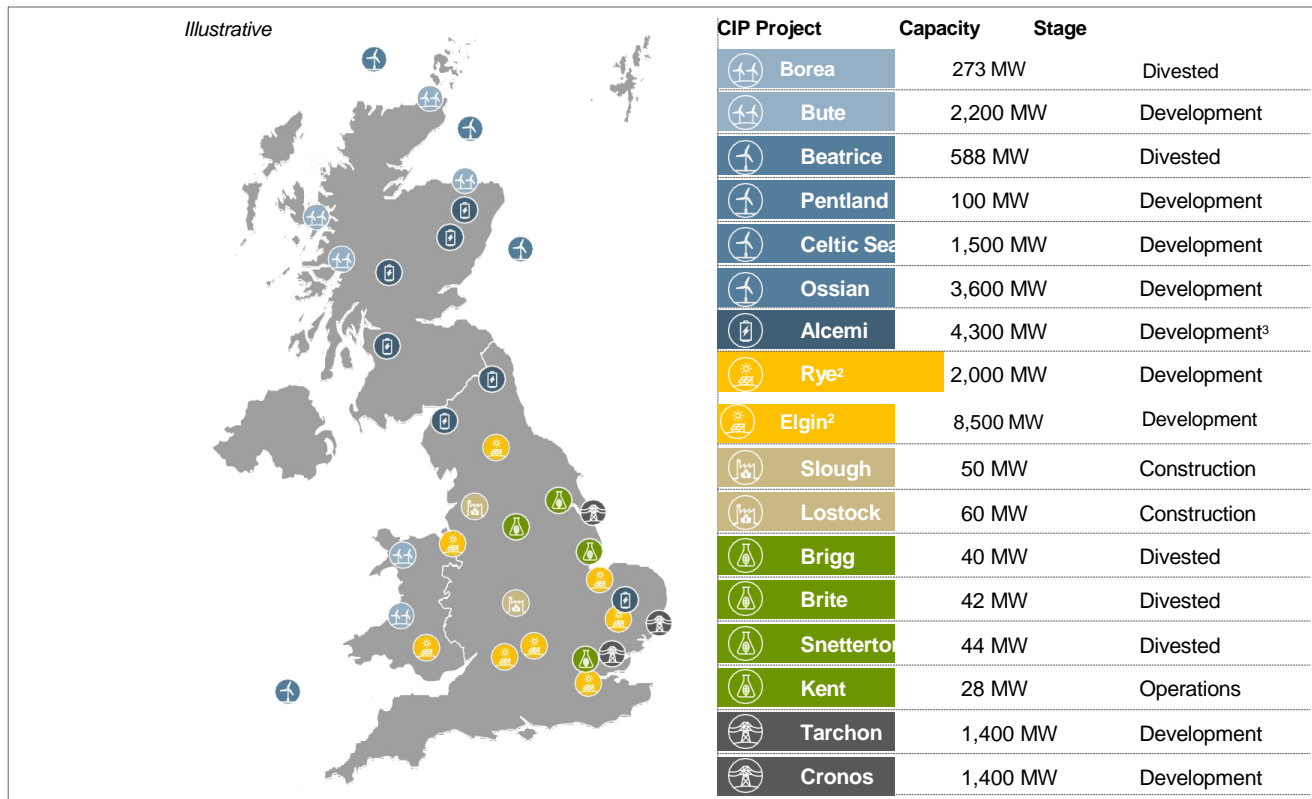 Illustrative
CIP Project Capacity Stage
Borea 273 MW Divested
Bute 2,200 MW Development
Beatrice 588 MW Divested
Pentland 100 MW Development
Celtic Sea 1,500 MW Development
Ossian 3,600 MW Development
Alcemi 4,300 MW Development³
Rye² 2,000 MW Development
Elgin² 8,500 MW Development
Slough 50 MW Construction
Lostock 60 MW Construction
Brigg 40 MW Divested
Brite 42 MW Divested
Snetterton 44 MW Divested
Kent 28 MW Operations
Tarchon 1,400 MW Development
Cronos 1,400 MW Development